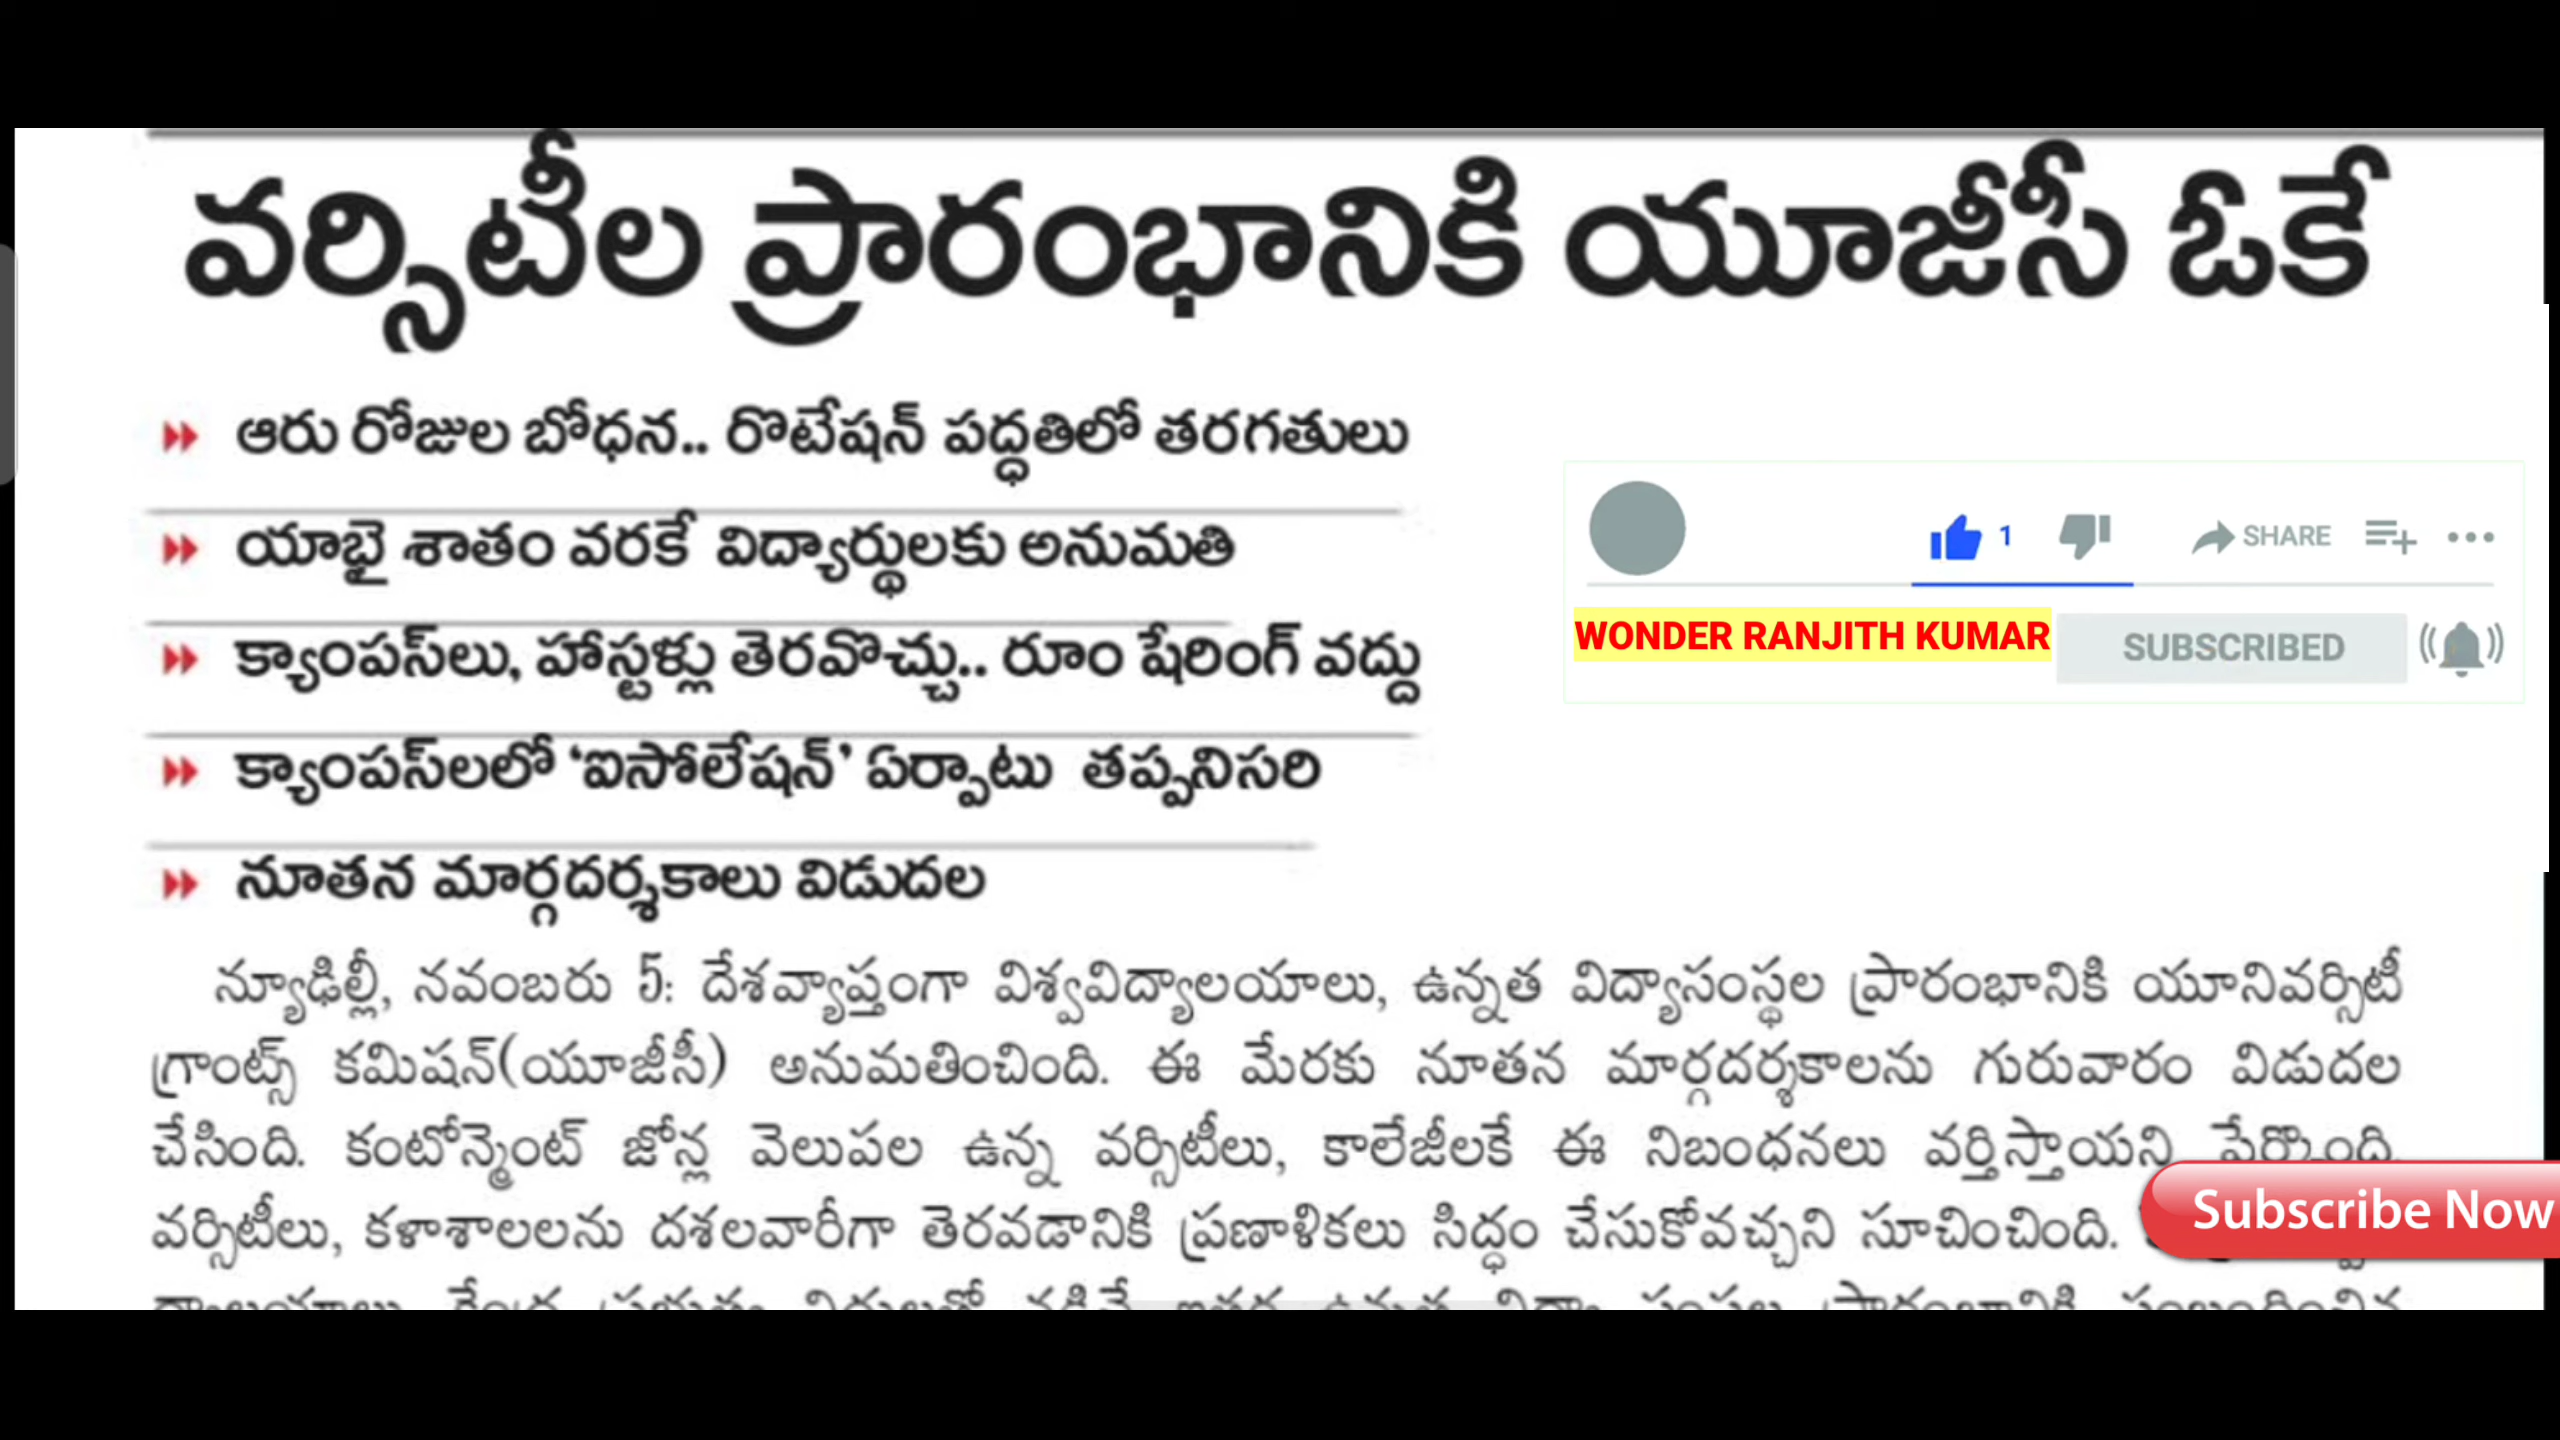 వర్సిటీల ప్రారంభానికి యూజీసీ ఓకే
ఆరు రోజుల బోధన.. రొటేషన్ పద్ధతిలో తరగతులు
యాభై శాతం వరకే విద్యార్థులకు అనుమతి
క్యాంపస్‌లు, హాస్టళ్లు తెరవొచ్చు.. రూం షేరింగ్ వద్దు
క్యాంపస్‌లలో ‘ఐసోలేషన్’ ఏర్పాటు తప్పనిసరి
నూతన మార్గదర్శకాలు విడుదల
1
SHARE
WONDER RANJITH KUMAR
SUBSCRIBED
న్యూఢిల్లీ, నవంబరు 5: దేశవ్యాప్తంగా విశ్వవిద్యాలయాలు, ఉన్నత విద్యాసంస్థల ప్రారంభానికి యూనివర్సిటీ
గ్రాంట్స్ కమిషన్(యూజీసీ) అనుమతించింది. ఈ మేరకు నూతన మార్గదర్శకాలను గురువారం విడుదల
చేసింది. కంటోన్మెంట్ జోన్ల వెలుపల ఉన్న వర్సిటీలు, కాలేజీలకే ఈ నిబంధనలు వర్తిస్తాయని పేర్కొంది.
వర్సిటీలు, కళాశాలలను దశలవారీగా తెరవడానికి ప్రణాళికలు సిద్ధం చేసుకోవచ్చని సూచించింది.
Subscribe Now